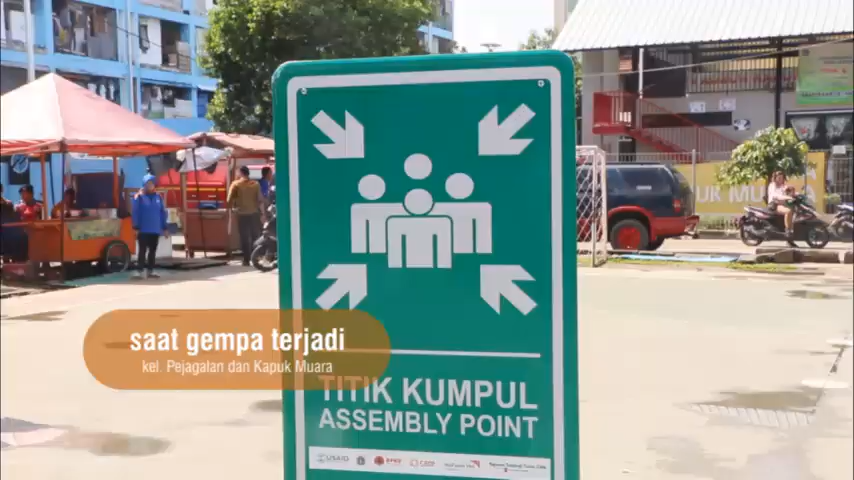 saat gempa terjadi
kel. Pejagalan dan Kapuk Muara
TITIK KUMPUL
ASSEMBLY POINT
USAID